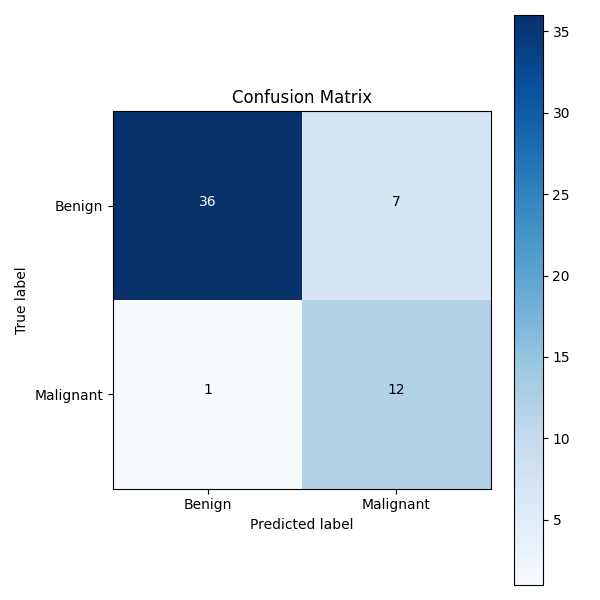 Confusion Matrix
True label
Benign
Malignant
36 7
1 12
Benign Malignant
Predicted label
35
30
25
20
15
10
5